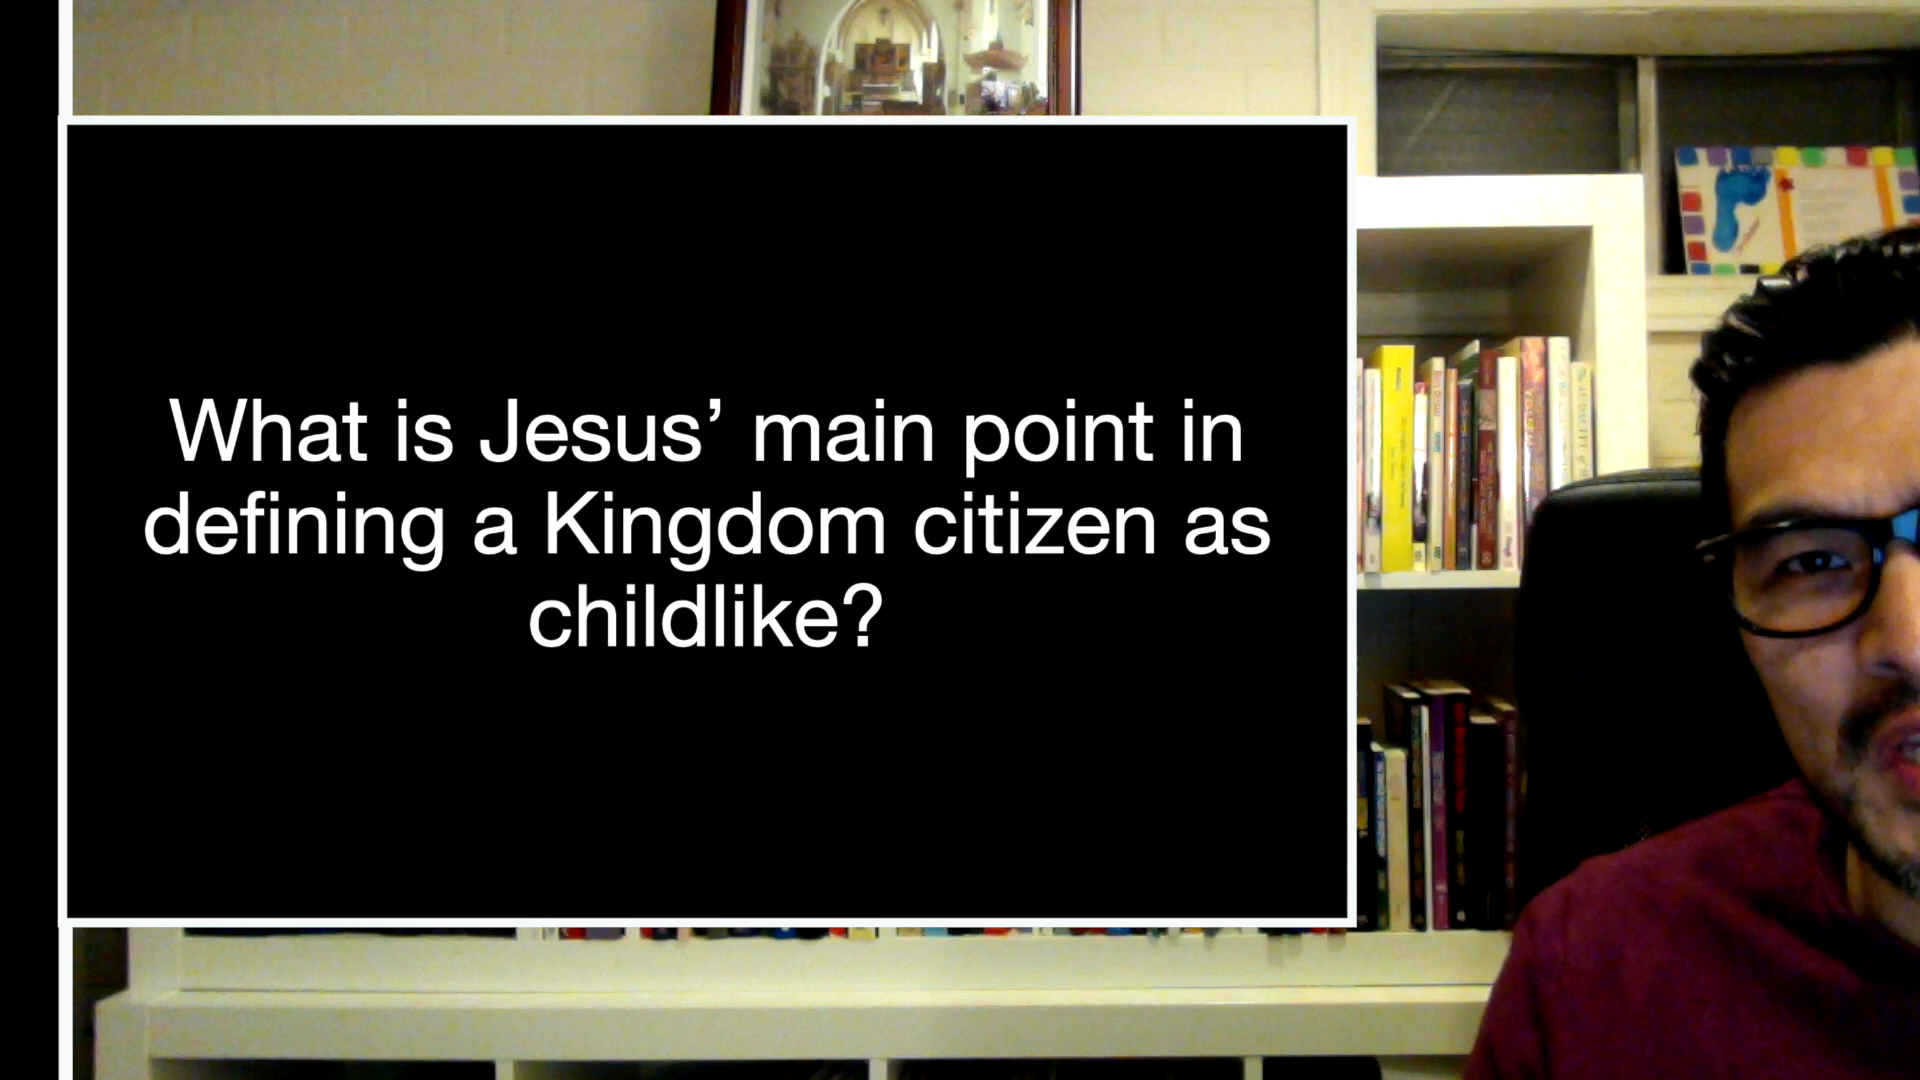 What is Jesus’ main point in
defining a Kingdom citizen as
childlike?